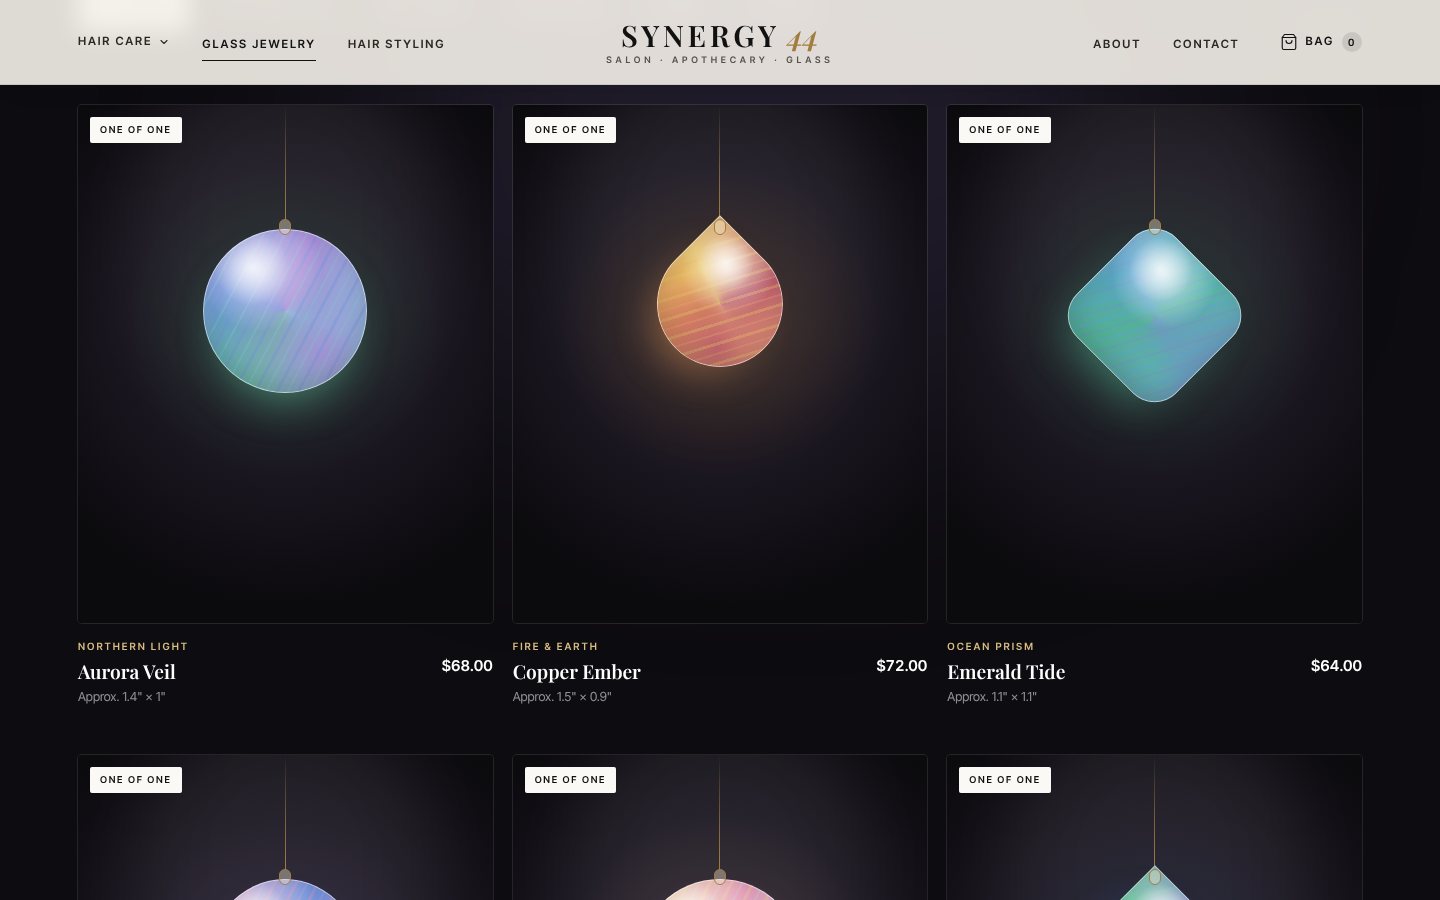 HAIR CARE
GLASS JEWELRY
HAIR STYLING
SYNERGY 44
SALON · APOTHECARY · GLASS
ABOUT
CONTACT
BAG 0
ONE OF ONE
ONE OF ONE
ONE OF ONE
NORTHERN LIGHT
Aurora Veil
$68.00
Approx. 1.4" × 1"
FIRE & EARTH
Copper Ember
$72.00
Approx. 1.5" × 0.9"
OCEAN PRISM
Emerald Tide
$64.00
Approx. 1.1" × 1.1"
ONE OF ONE
ONE OF ONE
ONE OF ONE